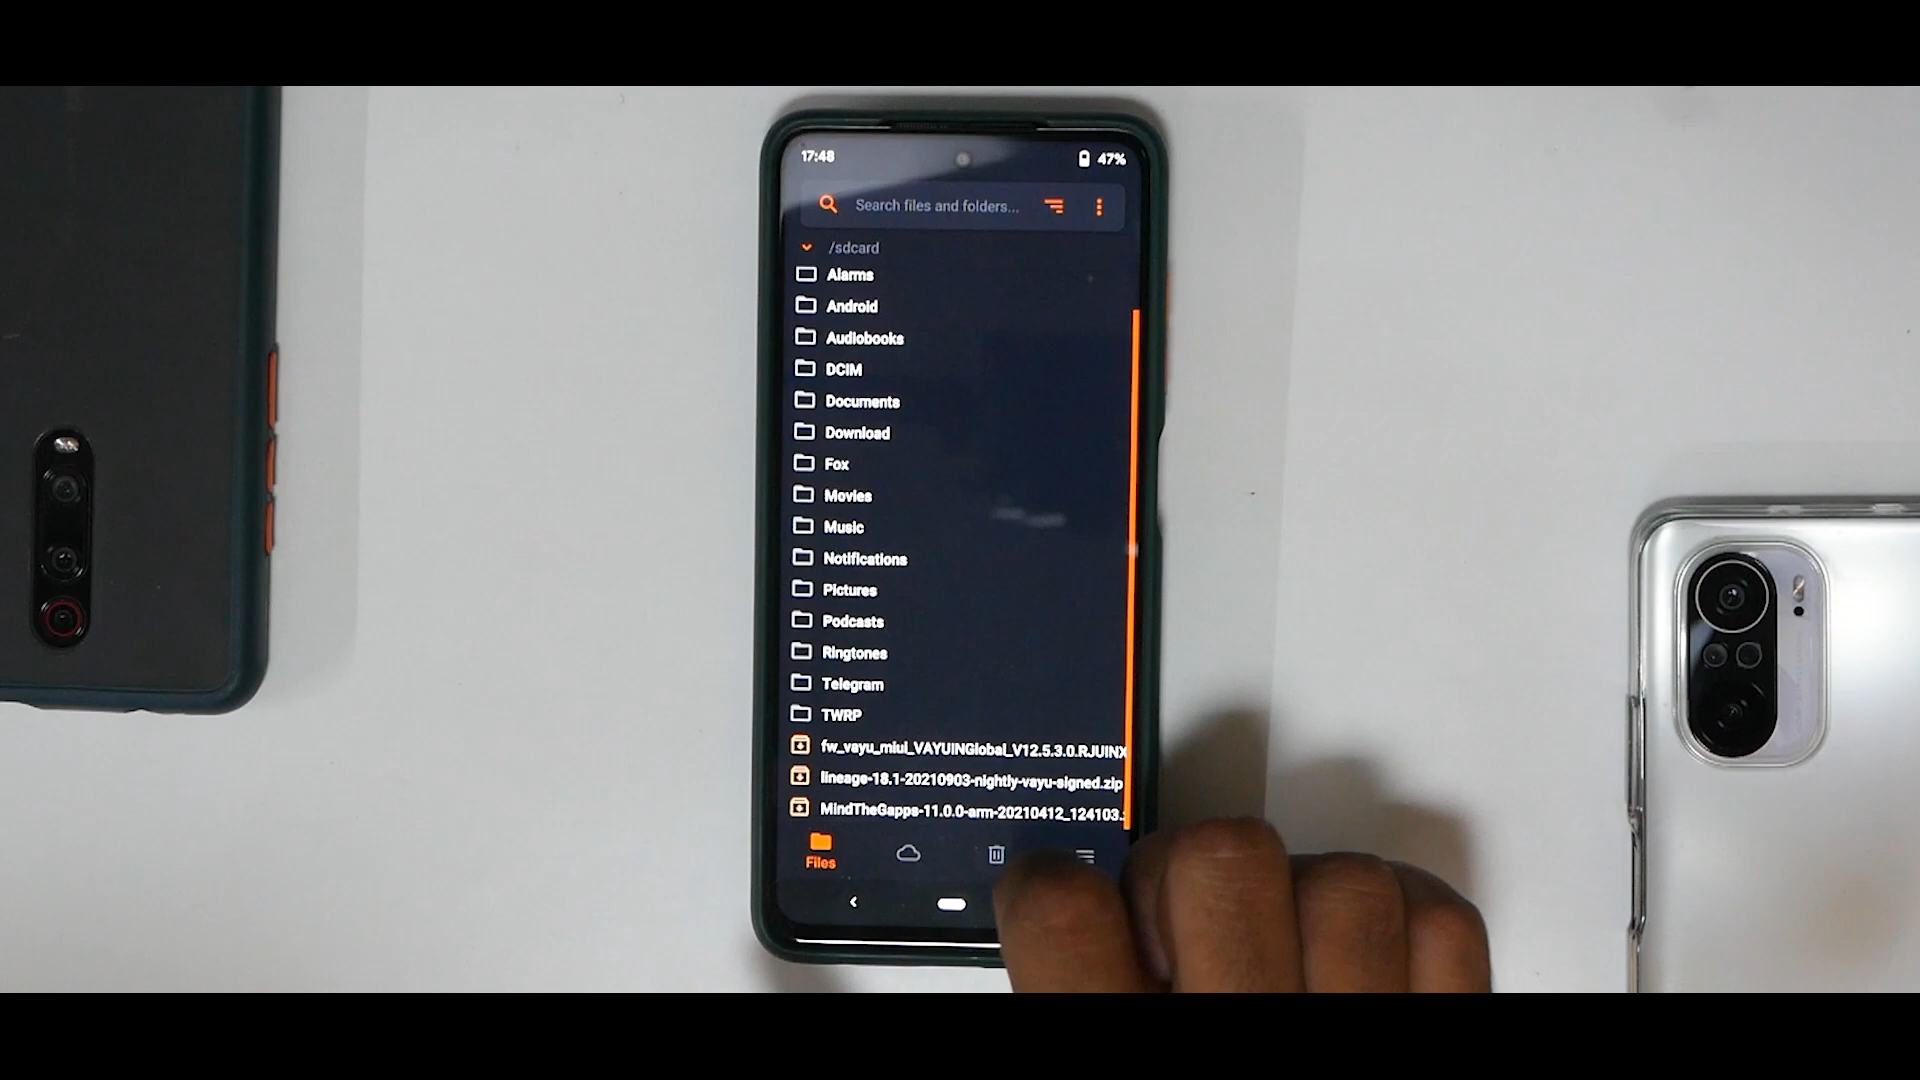 17:48
47%
Search files and folders...
/sdcard
Alarms
Android
Audiobooks
DCIM
Documents
Download
Fox
Movies
Music
Notifications
Pictures
Podcasts
Ringtones
Telegram
TWRP
fw_vayu_miui_VAYUINGlobal_V12.5.3.0.RJUINX
lineage-18.1-20210903-nightly-vayu-signed.zip
MindTheGapps-11.0.0-arm-20210412_124103.
Files